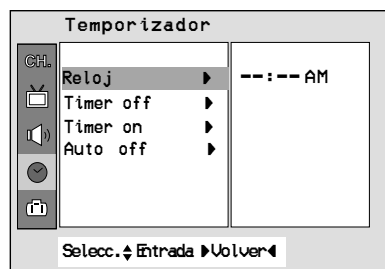 Temporizador
CH.
Reloj --:-- AM
Timer off
Timer on
Auto off
Selecc. Entrada Volver